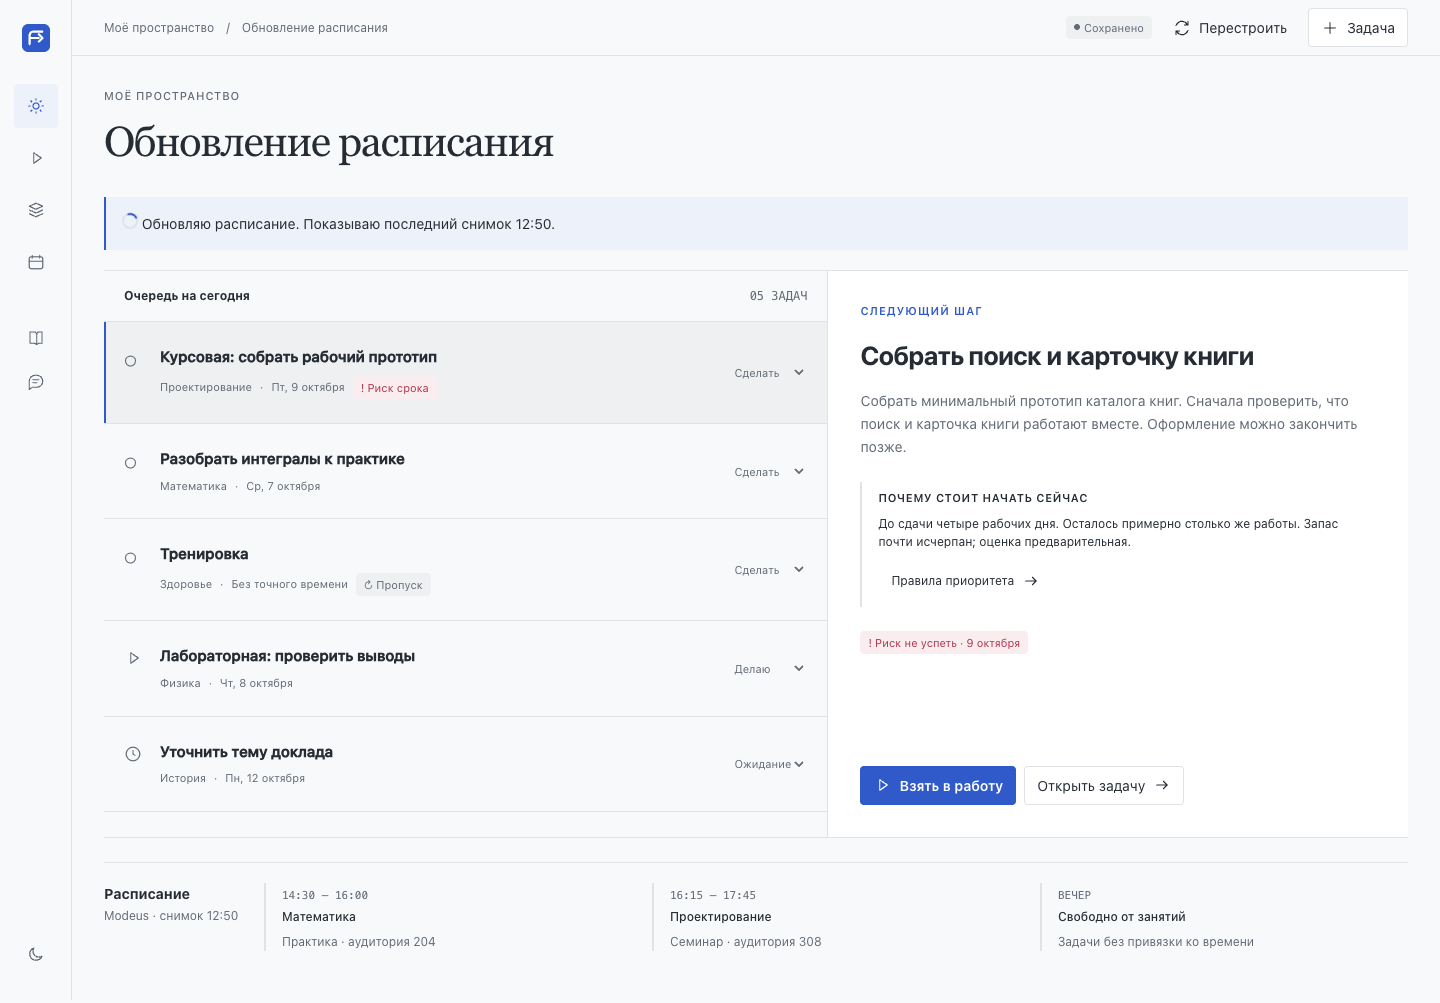 Моё пространство / Обновление расписания
Сохранено
Перестроить
Задача
МОЁ ПРОСТРАНСТВО
Обновление расписания
Обновляю расписание. Показываю последний снимок 12:50.
Очередь на сегодня
05 ЗАДАЧ
Курсовая: собрать рабочий прототип
Проектирование · Пт, 9 октября ! Риск срока
Сделать
Разобрать интегралы к практике
Математика · Ср, 7 октября
Сделать
Тренировка
Здоровье · Без точного времени ↻ Пропуск
Сделать
Лабораторная: проверить выводы
Физика · Чт, 8 октября
Делаю
Уточнить тему доклада
История · Пн, 12 октября
Ожидание
СЛЕДУЮЩИЙ ШАГ
Собрать поиск и карточку книги
Собрать минимальный прототип каталога книг. Сначала проверить, что
поиск и карточка книги работают вместе. Оформление можно закончить
позже.
ПОЧЕМУ СТОИТ НАЧАТЬ СЕЙЧАС
До сдачи четыре рабочих дня. Осталось примерно столько же работы. Запас
почти исчерпан; оценка предварительная.
Правила приоритета →
! Риск не успеть · 9 октября
Взять в работу
Открыть задачу →
Расписание
Modeus · снимок 12:50
14:30 — 16:00
Математика
Практика · аудитория 204
16:15 — 17:45
Проектирование
Семинар · аудитория 308
ВЕЧЕР
Свободно от занятий
Задачи без привязки ко времени